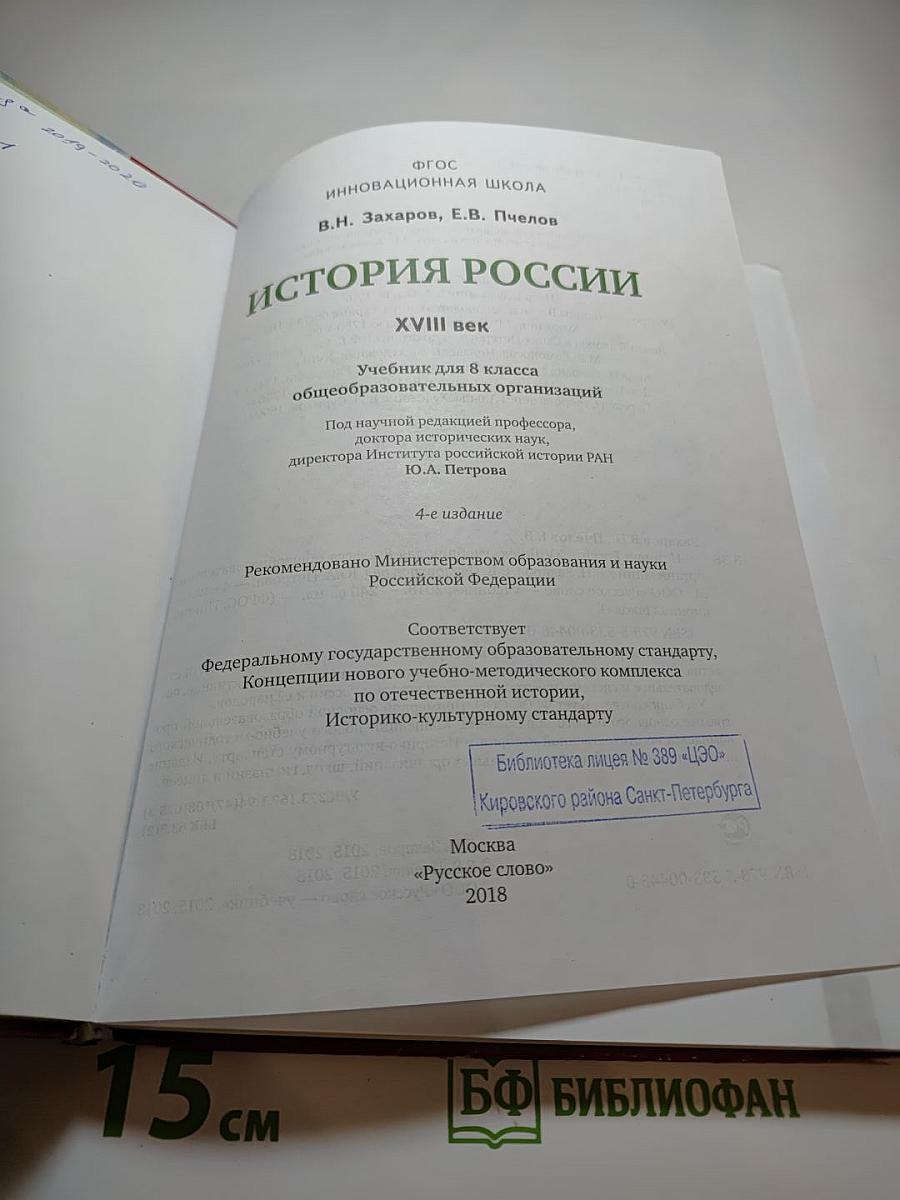 2019-2020
ФГОС
ИННОВАЦИОННАЯ ШКОЛА
В.Н. Захаров, Е.В. Пчелов
ИСТОРИЯ РОССИИ
XVIII век
Учебник для 8 класса
общеобразовательных организаций
Под научной редакцией профессора,
доктора исторических наук,
директора Института российской истории РАН
Ю.А. Петрова
4-е издание
Рекомендовано Министерством образования и науки
Российской Федерации
Соответствует
Федеральному государственному образовательному стандарту,
Концепции нового учебно-методического комплекса
по отечественной истории,
Историко-культурному стандарту
Библиотека лицея № 389 «ЦЭО»
Кировского района Санкт-Петербурга
Москва
«Русское слово»
2018
15 см
БФ БИБЛИОФАН